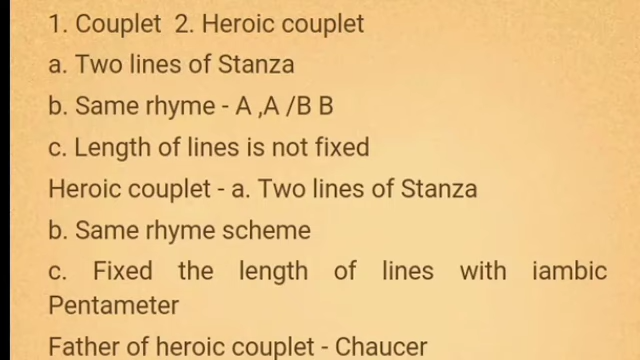 1. Couplet 2. Heroic couplet
a. Two lines of Stanza
b. Same rhyme - A ,A /B B
c. Length of lines is not fixed
Heroic couplet - a. Two lines of Stanza
b. Same rhyme scheme
c. Fixed the length of lines with iambic
Pentameter
Father of heroic couplet - Chaucer